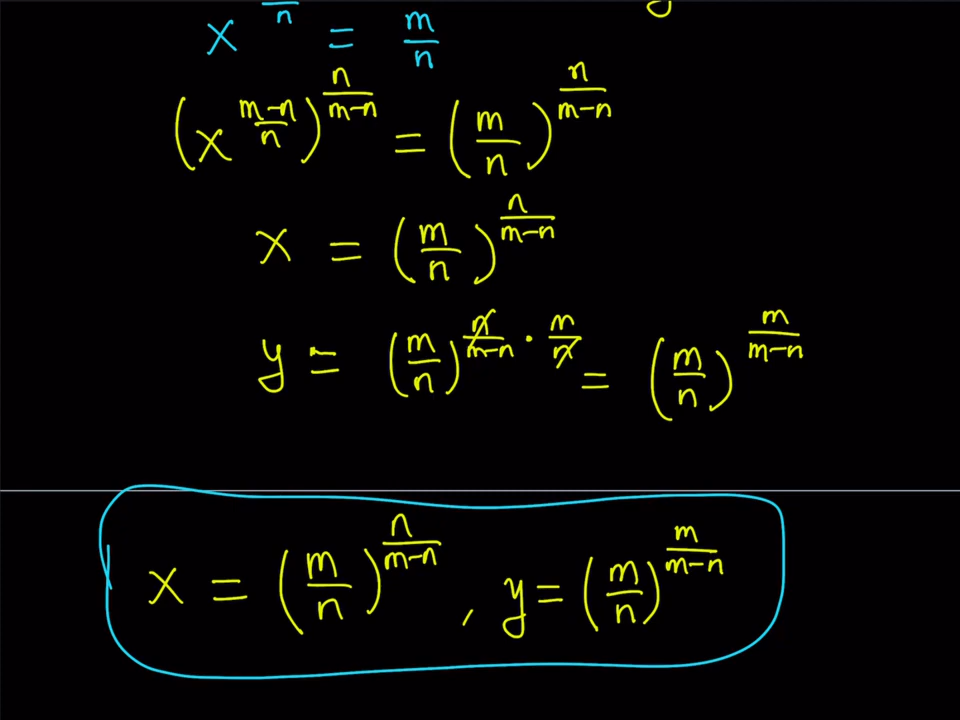 x^(m-n)/n = m/n
(x^((m-n)/n))^(n/(m-n)) = (m/n)^(n/(m-n))
x = (m/n)^(n/(m-n))
y = (m/n)^(n/(m-n) · m/n) = (m/n)^(m/(m-n))
x = (m/n)^(n/(m-n)) , y = (m/n)^(m/(m-n))